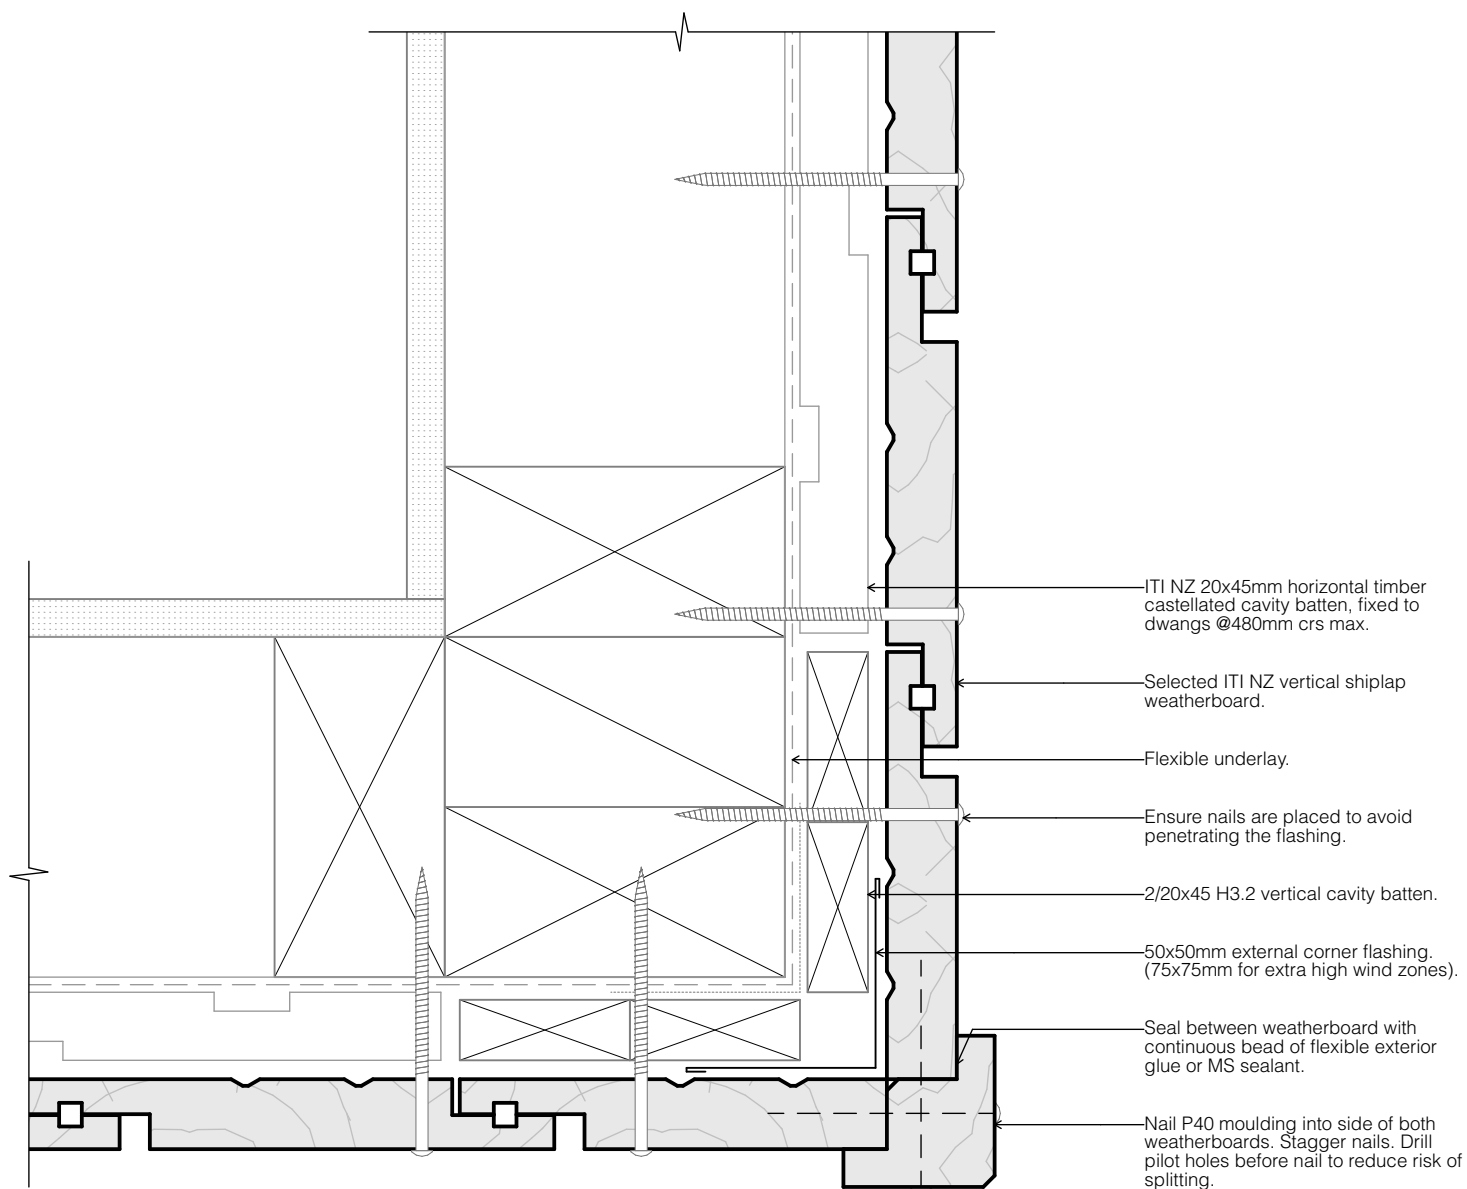 ITI NZ 20x45mm horizontal timber
castellated cavity batten, fixed to
dwangs @480mm crs max.
Selected ITI NZ vertical shiplap
weatherboard.
Flexible underlay.
Ensure nails are placed to avoid
penetrating the flashing.
2/20x45 H3.2 vertical cavity batten.
50x50mm external corner flashing.
(75x75mm for extra high wind zones).
Seal between weatherboard with
continuous bead of flexible exterior
glue or MS sealant.
Nail P40 moulding into side of both
weatherboards. Stagger nails. Drill
pilot holes before nail to reduce risk of
splitting.